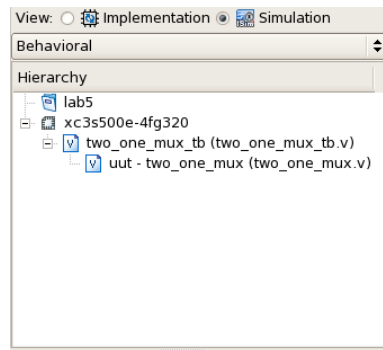 View: Implementation Simulation
Behavioral
Hierarchy
lab5
xc3s500e-4fg320
two_one_mux_tb (two_one_mux_tb.v)
uut - two_one_mux (two_one_mux.v)